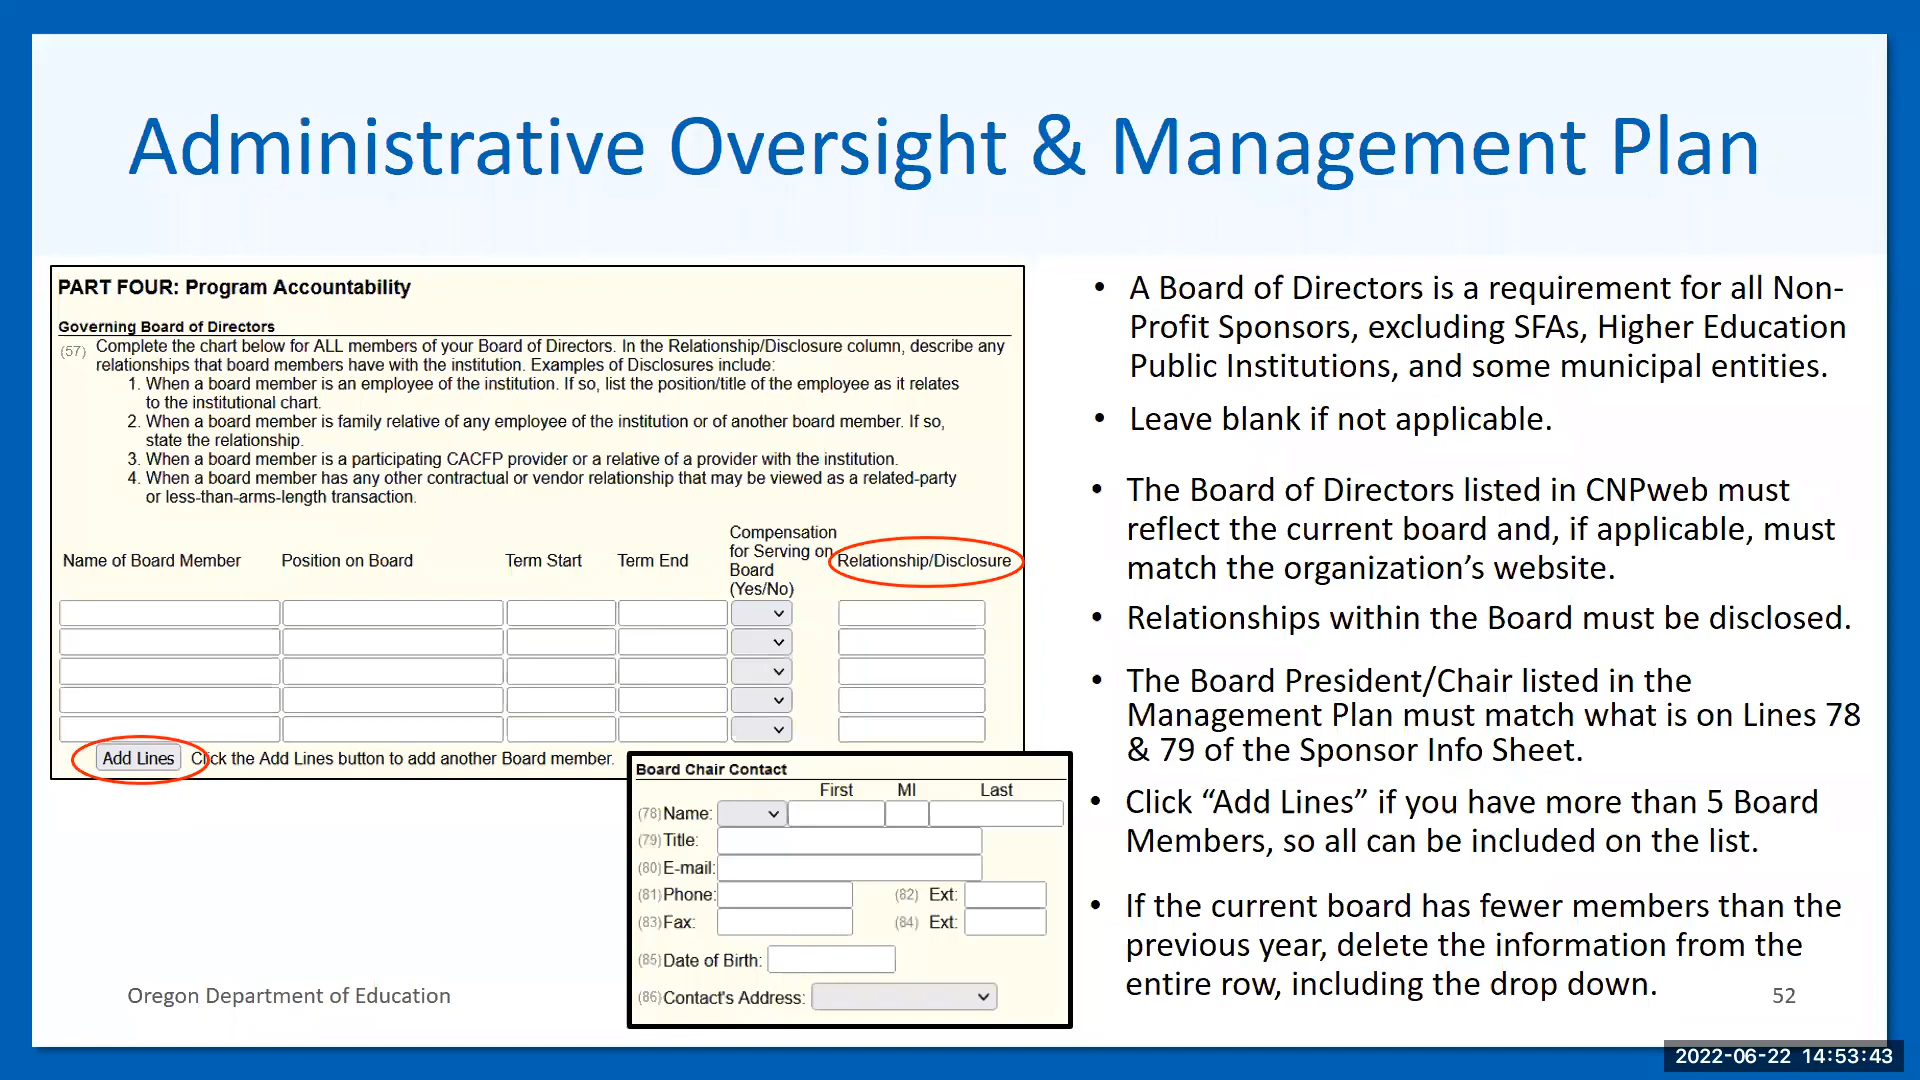 Administrative Oversight & Management Plan
PART FOUR: Program Accountability
Governing Board of Directors
(57) Complete the chart below for ALL members of your Board of Directors. In the Relationship/Disclosure column, describe any
relationships that board members have with the institution. Examples of Disclosures include:
1. When a board member is an employee of the institution. If so, list the position/title of the employee as it relates
to the institutional chart.
2. When a board member is family relative of any employee of the institution or of another board member. If so,
state the relationship.
3. When a board member is a participating CACFP provider or a relative of a provider with the institution.
4. When a board member has any other contractual or vendor relationship that may be viewed as a related-party
or less-than-arms-length transaction.
Name of Board Member
Position on Board
Term Start
Term End
Compensation
for Serving on
Board
(Yes/No)
Relationship/Disclosure
Add Lines Click the Add Lines button to add another Board member.
Board Chair Contact
First MI Last
(78) Name:
(79) Title:
(80) E-mail:
(81) Phone: (82) Ext:
(83) Fax: (84) Ext:
(85) Date of Birth:
(86) Contact's Address:
• A Board of Directors is a requirement for all Non-
Profit Sponsors, excluding SFAs, Higher Education
Public Institutions, and some municipal entities.
• Leave blank if not applicable.
• The Board of Directors listed in CNPweb must
reflect the current board and, if applicable, must
match the organization’s website.
• Relationships within the Board must be disclosed.
• The Board President/Chair listed in the
Management Plan must match what is on Lines 78
& 79 of the Sponsor Info Sheet.
• Click “Add Lines” if you have more than 5 Board
Members, so all can be included on the list.
• If the current board has fewer members than the
previous year, delete the information from the
entire row, including the drop down.
Oregon Department of Education
52
2022-06-22 14:53:43